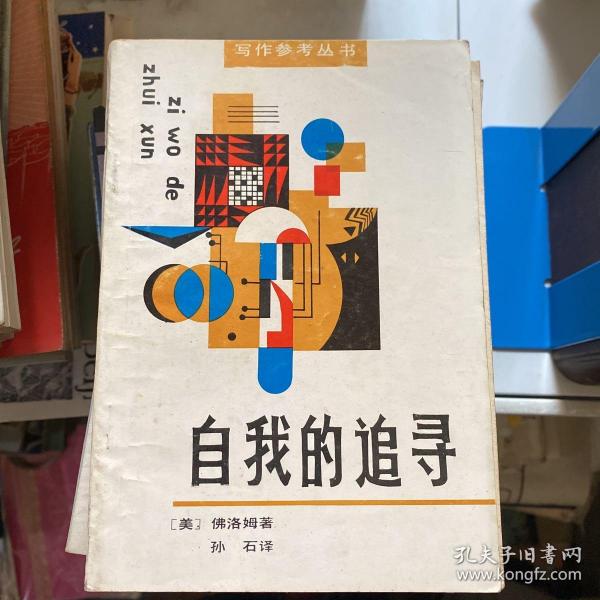 写作参考丛书
zi wo de
zhui xun
自我的追寻
[美] 佛洛姆著
孙 石译
孔夫子旧书网
www.kongfz.com